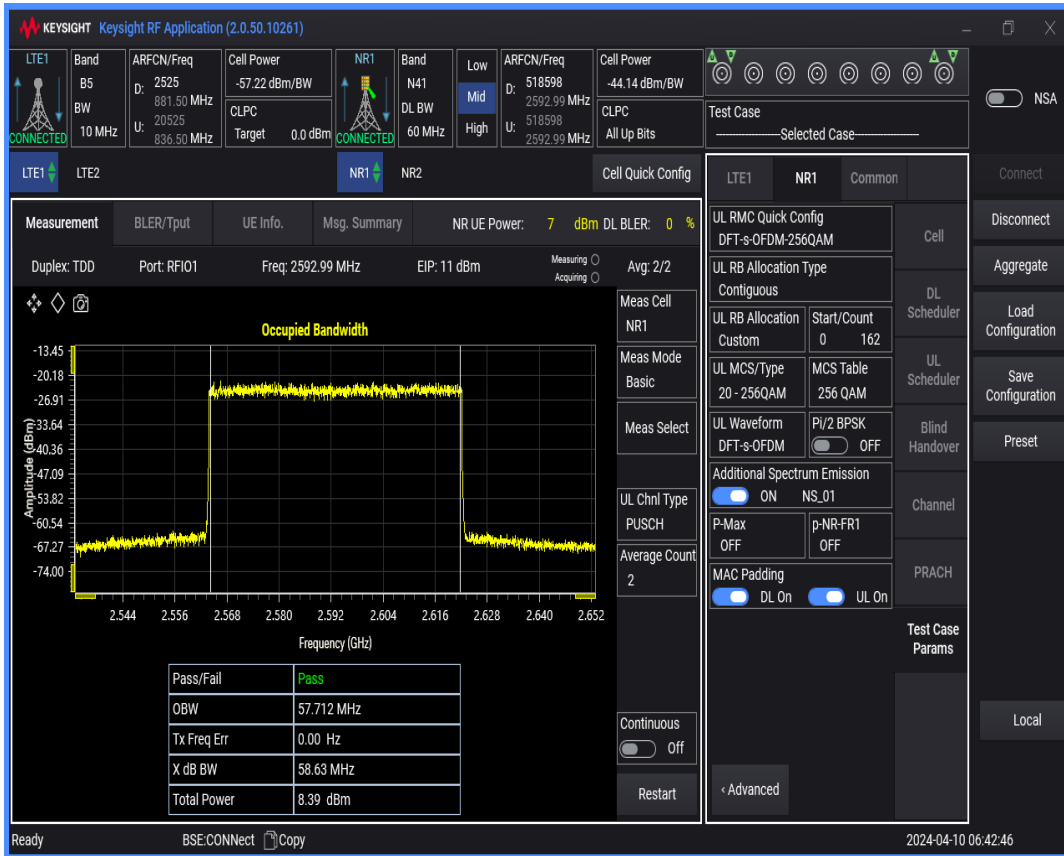 KEYSIGHT Keysight RF Application (2.0.50.10261)
LTE1
CONNECTED
Band
B5
BW
10 MHz
ARFCN/Freq
D: 2525
881.50 MHz
U: 20525
836.50 MHz
Cell Power
-57.22 dBm/BW
CLPC
Target 0.0 dBm
NR1
CONNECTED
Band
N41
DL BW
60 MHz
Low
Mid
High
ARFCN/Freq
D: 518598
2592.99 MHz
U: 518598
2592.99 MHz
Cell Power
-44.14 dBm/BW
CLPC
All Up Bits
Test Case
--------------------Selected Case-----------------
NSA
LTE1 LTE2 NR1 NR2 Cell Quick Config
Measurement BLER/Tput UE Info. Msg. Summary NR UE Power: 7 dBm DL BLER: 0 %
Duplex: TDD Port: RFIO1 Freq: 2592.99 MHz EIP: 11 dBm Measuring Acquiring Avg: 2/2
Occupied Bandwidth
Amplitude (dBm)
-13.45
-20.18
-26.91
-33.64
-40.36
-47.09
-53.82
-60.54
-67.27
-74.00
2.544 2.556 2.568 2.580 2.592 2.604 2.616 2.628 2.640 2.652
Frequency (GHz)
Pass/Fail Pass
OBW 57.712 MHz
Tx Freq Err 0.00 Hz
X dB BW 58.63 MHz
Total Power 8.39 dBm
Meas Cell
NR1
Meas Mode
Basic
Meas Select
UL Chnl Type
PUSCH
Average Count
2
Continuous
Off
Restart
LTE1 NR1 Common
UL RMC Quick Config
DFT-s-OFDM-256QAM
UL RB Allocation Type
Contiguous
UL RB Allocation
Custom
Start/Count
0 162
UL MCS/Type
20 - 256QAM
MCS Table
256 QAM
UL Waveform
DFT-s-OFDM
Pi/2 BPSK
OFF
Additional Spectrum Emission
ON NS_01
P-Max
OFF
p-NR-FR1
OFF
MAC Padding
DL On UL On
< Advanced
Cell
DL
Scheduler
UL
Scheduler
Blind
Handover
Channel
PRACH
Test Case
Params
Connect
Disconnect
Aggregate
Load
Configuration
Save
Configuration
Preset
Local
Ready BSE:CONNect Copy 2024-04-10 06:42:46